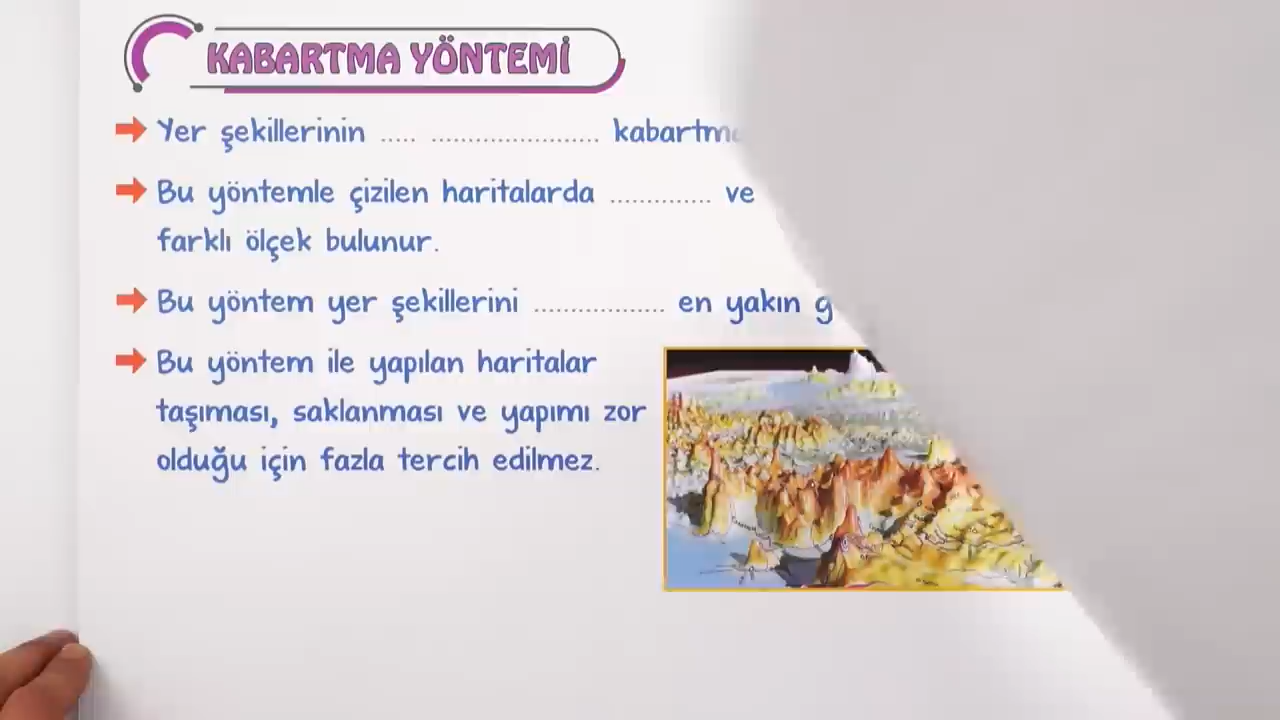 KABARTMA YÖNTEMİ
Yer şekillerinin ..... ......................
Bu yöntemle çizilen haritalarda ............. ve
farklı ölçek bulunur.
Bu yöntem yer şekillerini ................. en yakın
Bu yöntem ile yapılan haritalar
taşıması, saklanması ve yapımı zor
olduğu için fazla tercih edilmez.